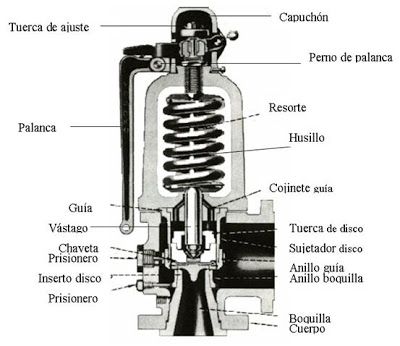 Capuchón
Tuerca de ajuste
Perno de palanca
Resorte
Palanca
Husillo
Cojinete guía
Guía
Vástago
Tuerca de disco
Chaveta
Sujetador disco
Prisionero
Anillo guía
Inserto disco
Anillo boquilla
Prisionero
Boquilla
Cuerpo